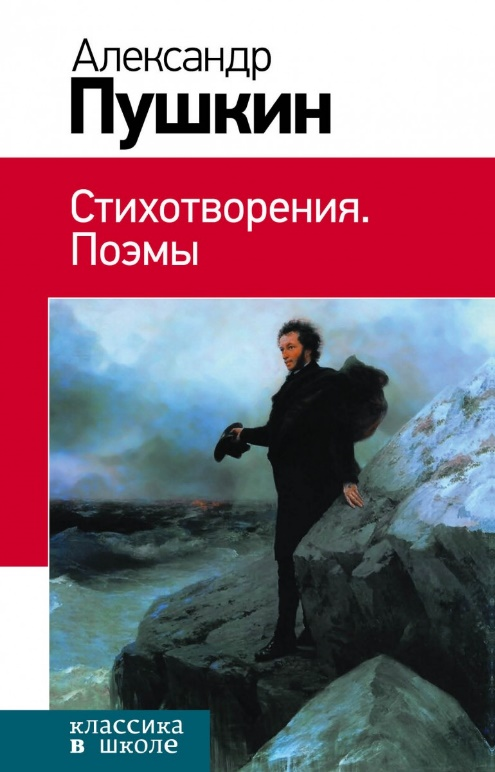 Александр
Пушкин
Стихотворения.
Поэмы
классика
в школе